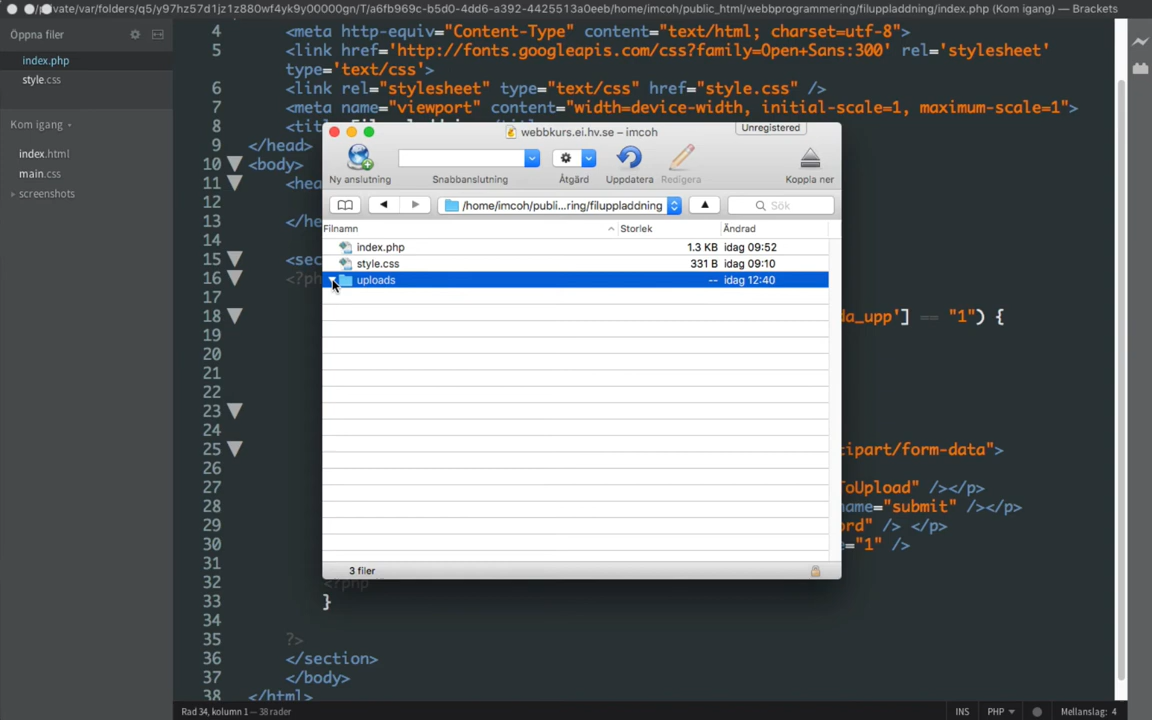 private/var/folders/q5/y97hz57d1jz1z880wf4yk9y00000gn/T/a6fb969c-b5d0-4dd6-a392-4425513a0eeb/home/imcoh/public_html/webbprogrammering/filuppladdning/index.php (Kom igang) — Brackets
Öppna filer
index.php
style.css
Kom igang
index.html
main.css
screenshots
4 <meta http-equiv="Content-Type" content="text/html; charset=utf-8">
5 <link href='http://fonts.googleapis.com/css?family=Open+Sans:300' rel='stylesheet'
type='text/css'>
6 <link rel="stylesheet" type="text/css" href="style.css" />
7 <meta name="viewport" content="width=device-width, initial-scale=1, maximum-scale=1">
8
9 </head>
10 <body>
11 <hea
12
13 </he
14
15 <sec
16 <?ph
17
18 da_upp'] == "1") {
19
20
21
22
23
24
25 tipart/form-data">
26
27 oUpload" /></p>
28 ame="submit" /></p>
29 ord" /> </p>
30 ="1" />
31
32 <?php
33 }
34
35 ?>
36 </section>
37 </body>
38 </html>
webbkurs.ei.hv.se – imcoh
Unregistered
Ny anslutning
Snabbanslutning
Åtgärd
Uppdatera
Redigera
Koppla ner
/home/imcoh/publi...ring/filuppladdning
Sök
Filnamn Storlek Ändrad
index.php 1.3 KB idag 09:52
style.css 331 B idag 09:10
uploads -- idag 12:40
3 filer
Rad 34, kolumn 1 — 38 rader
INS PHP Mellanslag: 4